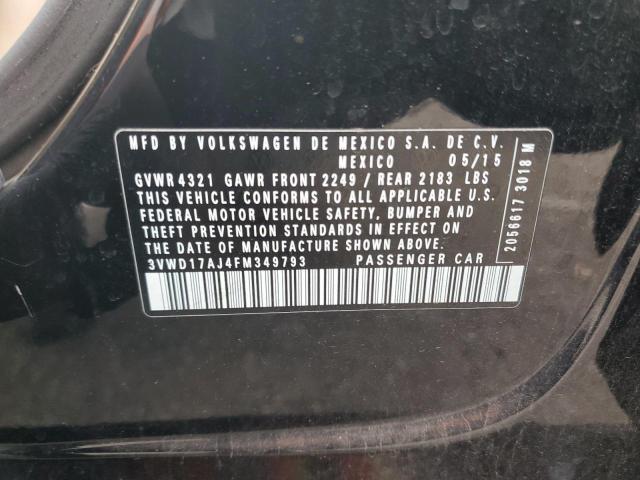 MFD BY VOLKSWAGEN DE MEXICO S.A. DE C.V.
MEXICO 05/15
GVWR 4321 GAWR FRONT 2249 / REAR 2183 LBS
THIS VEHICLE CONFORMS TO ALL APPLICABLE U.S.
FEDERAL MOTOR VEHICLE SAFETY, BUMPER AND
THEFT PREVENTION STANDARDS IN EFFECT ON
THE DATE OF MANUFACTURE SHOWN ABOVE.
3VWD17AJ4FM349793 PASSENGER CAR
2056617 3018 M